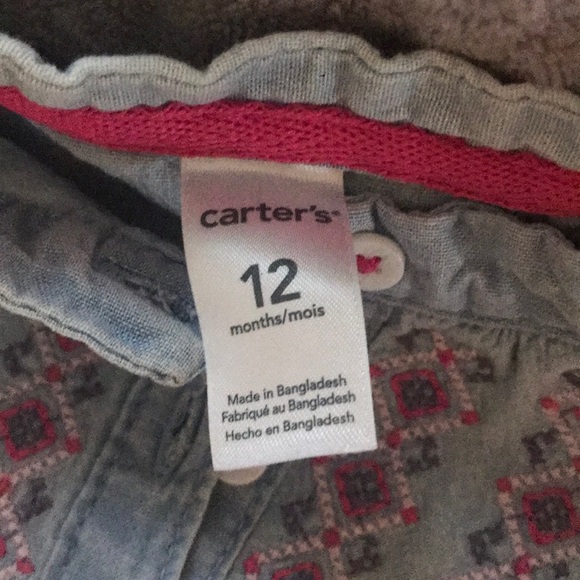 carter's
12
months/mois
Made in Bangladesh
Fabriqué au Bangladesh
Hecho en Bangladesh